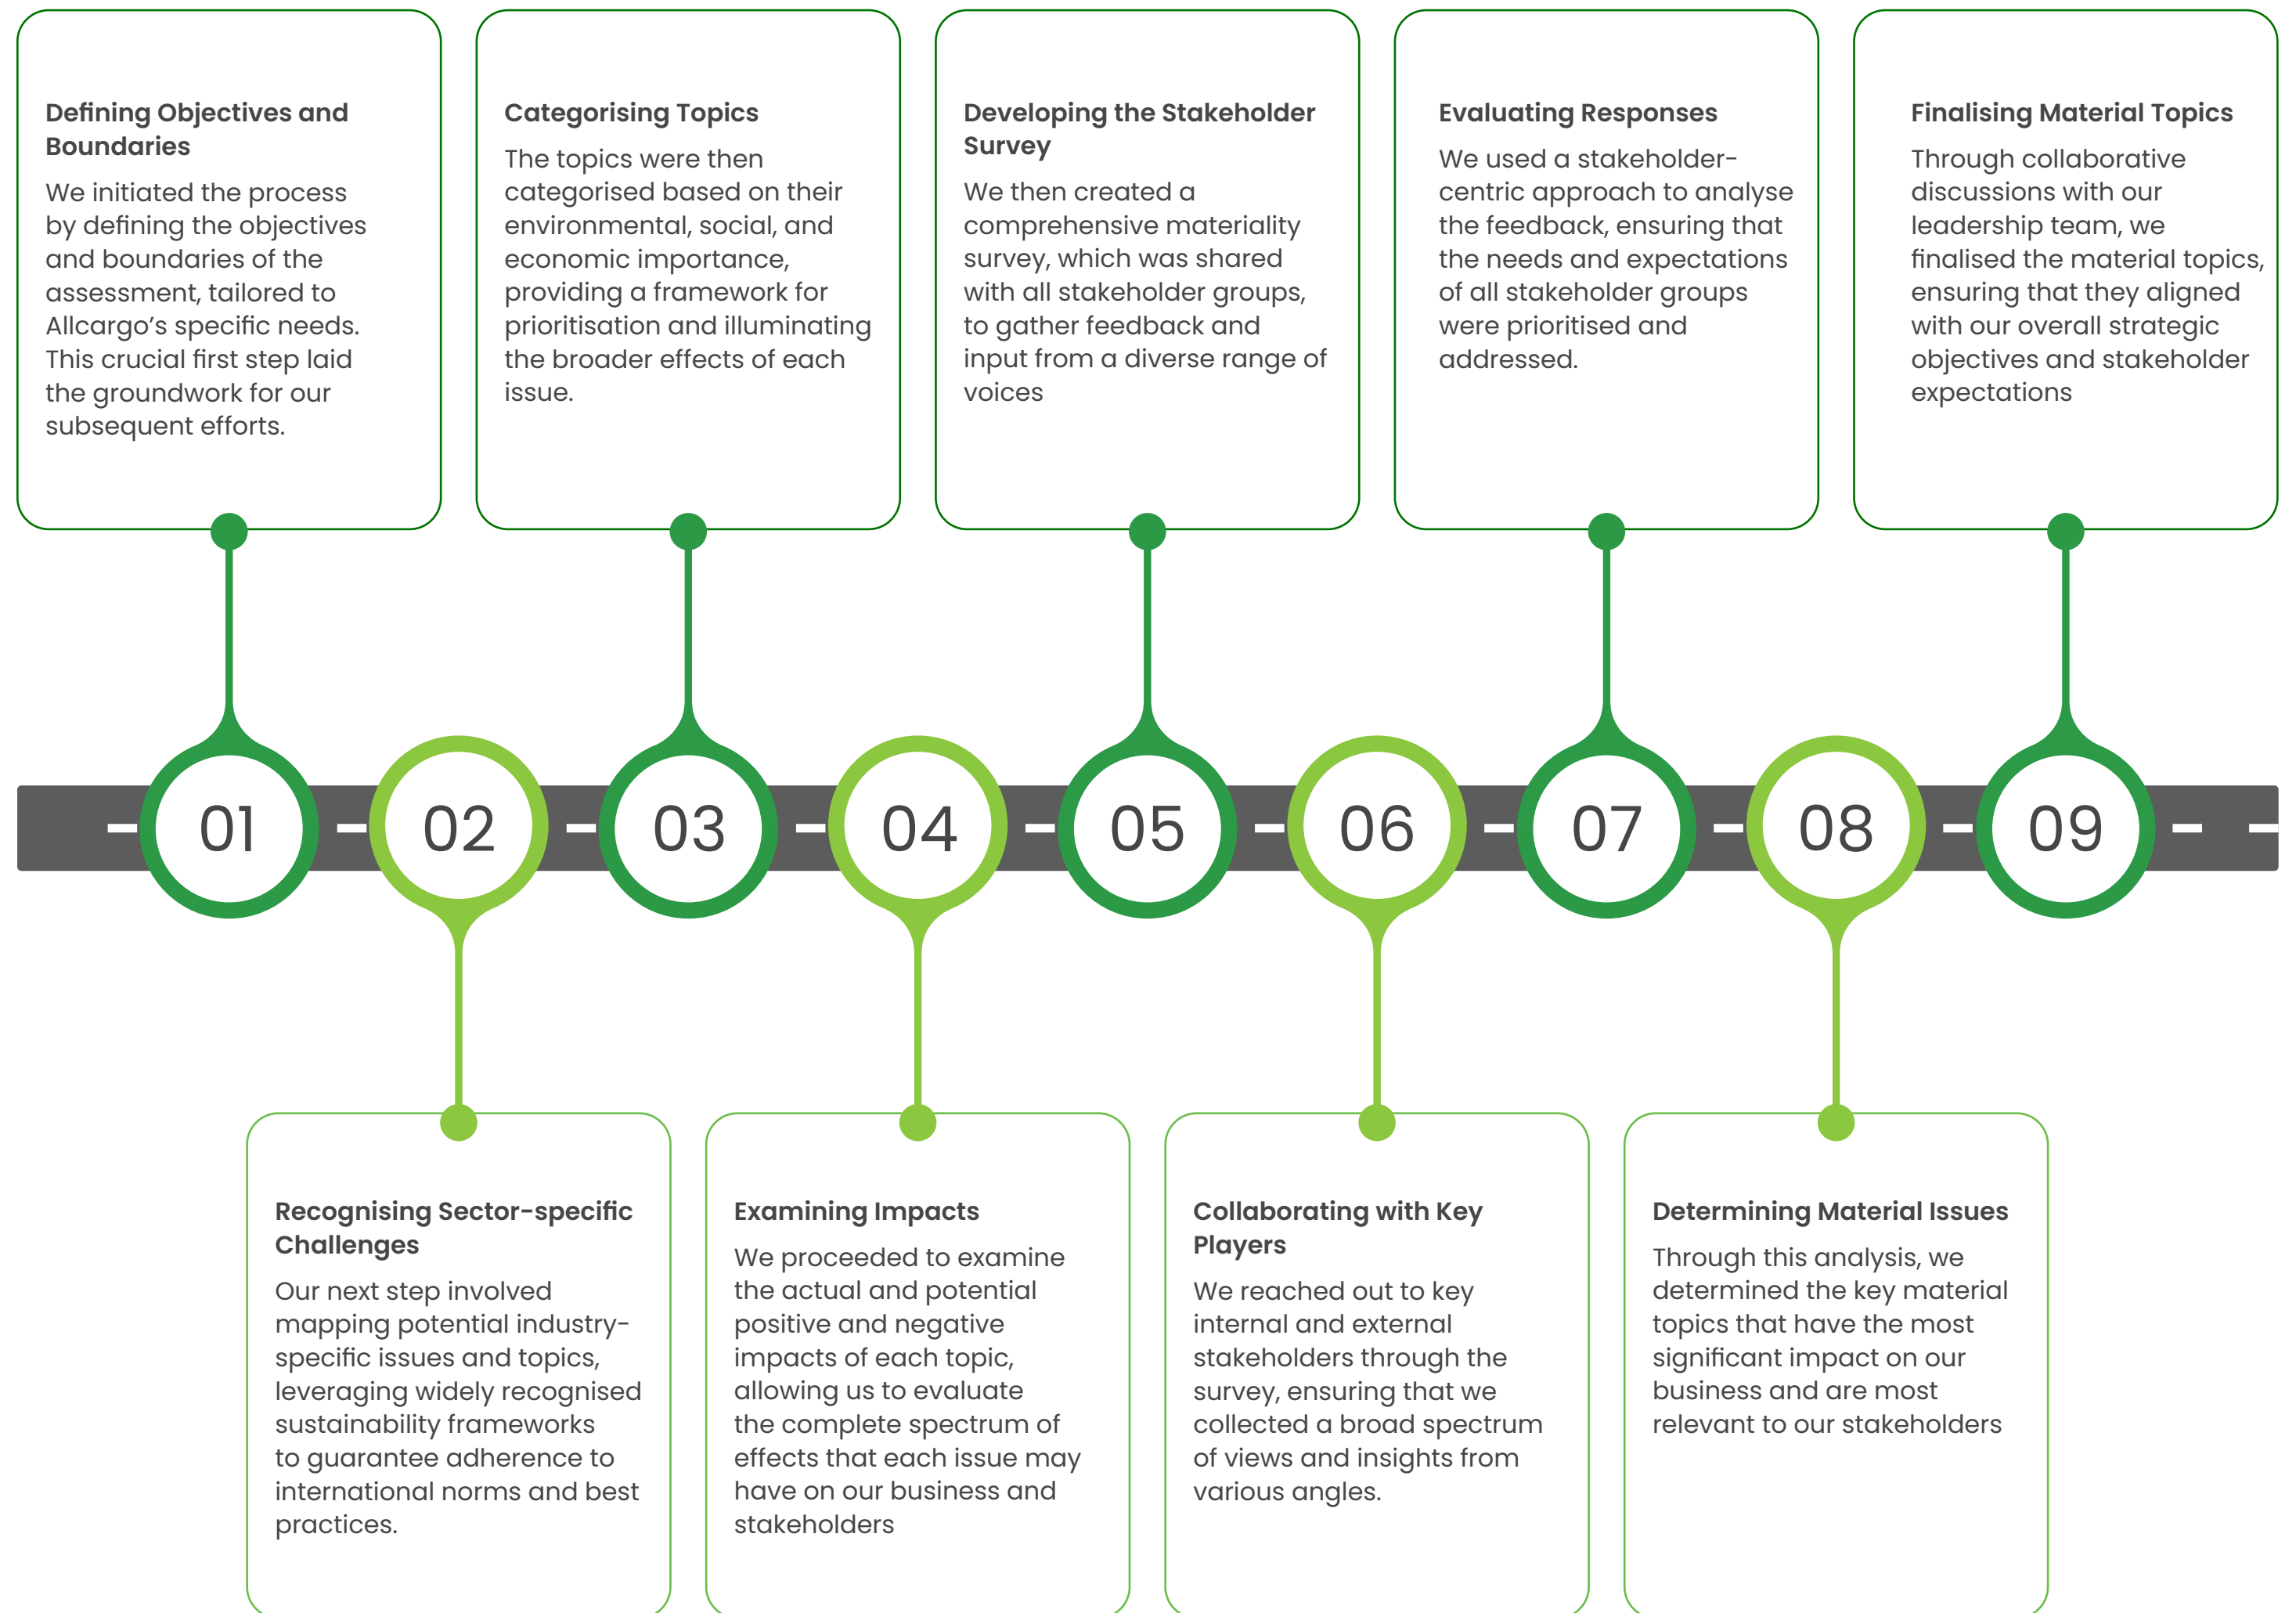 Defining Objectives and
Boundaries
We initiated the process
by defining the objectives
and boundaries of the
assessment, tailored to
Allcargo’s specific needs.
This crucial first step laid
the groundwork for our
subsequent efforts.
Categorising Topics
The topics were then
categorised based on their
environmental, social, and
economic importance,
providing a framework for
prioritisation and illuminating
the broader effects of each
issue.
Developing the Stakeholder
Survey
We then created a
comprehensive materiality
survey, which was shared
with all stakeholder groups,
to gather feedback and
input from a diverse range of
voices
Evaluating Responses
We used a stakeholder-
centric approach to analyse
the feedback, ensuring that
the needs and expectations
of all stakeholder groups
were prioritised and
addressed.
Finalising Material Topics
Through collaborative
discussions with our
leadership team, we
finalised the material topics,
ensuring that they aligned
with our overall strategic
objectives and stakeholder
expectations
01
02
03
04
05
06
07
08
09
Recognising Sector-specific
Challenges
Our next step involved
mapping potential industry-
specific issues and topics,
leveraging widely recognised
sustainability frameworks
to guarantee adherence to
international norms and best
practices.
Examining Impacts
We proceeded to examine
the actual and potential
positive and negative
impacts of each topic,
allowing us to evaluate
the complete spectrum of
effects that each issue may
have on our business and
stakeholders
Collaborating with Key
Players
We reached out to key
internal and external
stakeholders through the
survey, ensuring that we
collected a broad spectrum
of views and insights from
various angles.
Determining Material Issues
Through this analysis, we
determined the key material
topics that have the most
significant impact on our
business and are most
relevant to our stakeholders